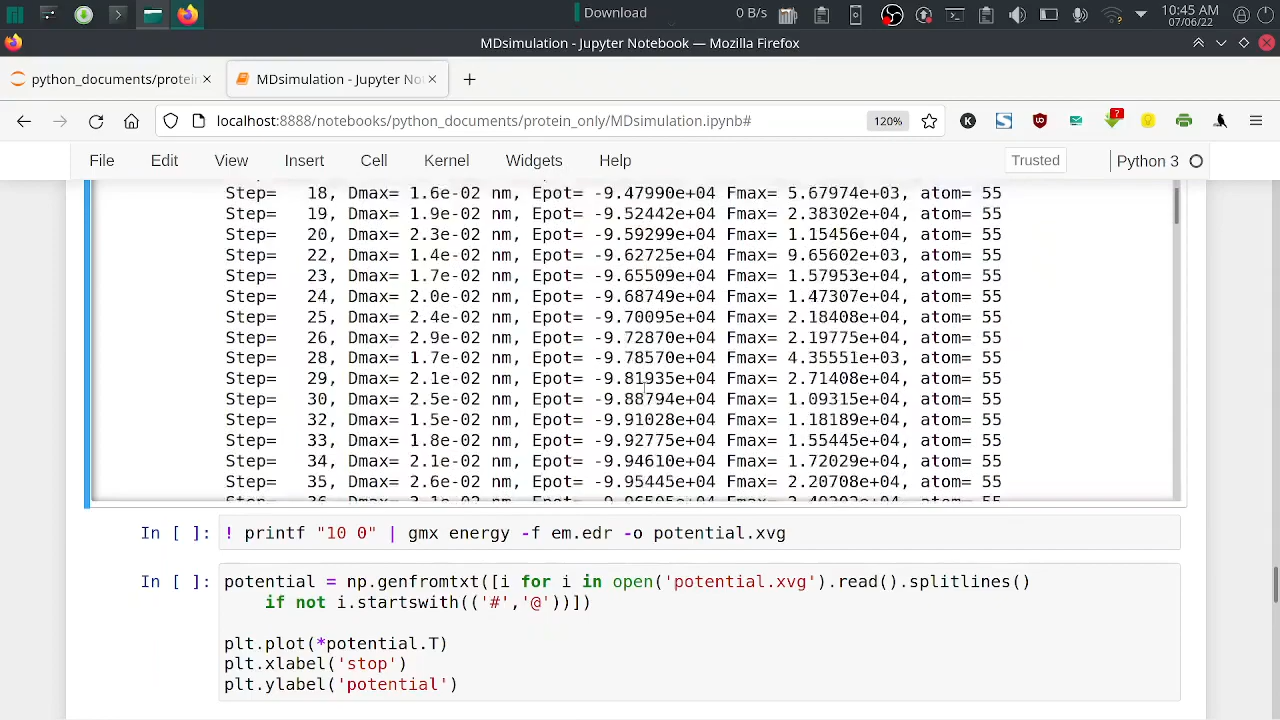 Download
0 B/s
10:45 AM
07/06/22
MDsimulation - Jupyter Notebook — Mozilla Firefox
python_documents/protein
MDsimulation - Jupyter No
localhost:8888/notebooks/python_documents/protein_only/MDsimulation.ipynb#
120%
File Edit View Insert Cell Kernel Widgets Help
Trusted
Python 3
Step= 18, Dmax= 1.6e-02 nm, Epot= -9.47990e+04 Fmax= 5.67974e+03, atom= 55
Step= 19, Dmax= 1.9e-02 nm, Epot= -9.52442e+04 Fmax= 2.38302e+04, atom= 55
Step= 20, Dmax= 2.3e-02 nm, Epot= -9.59299e+04 Fmax= 1.15456e+04, atom= 55
Step= 22, Dmax= 1.4e-02 nm, Epot= -9.62725e+04 Fmax= 9.65602e+03, atom= 55
Step= 23, Dmax= 1.7e-02 nm, Epot= -9.65509e+04 Fmax= 1.57953e+04, atom= 55
Step= 24, Dmax= 2.0e-02 nm, Epot= -9.68749e+04 Fmax= 1.47307e+04, atom= 55
Step= 25, Dmax= 2.4e-02 nm, Epot= -9.70095e+04 Fmax= 2.18408e+04, atom= 55
Step= 26, Dmax= 2.9e-02 nm, Epot= -9.72870e+04 Fmax= 2.19775e+04, atom= 55
Step= 28, Dmax= 1.7e-02 nm, Epot= -9.78570e+04 Fmax= 4.35551e+03, atom= 55
Step= 29, Dmax= 2.1e-02 nm, Epot= -9.81935e+04 Fmax= 2.71408e+04, atom= 55
Step= 30, Dmax= 2.5e-02 nm, Epot= -9.88794e+04 Fmax= 1.09315e+04, atom= 55
Step= 32, Dmax= 1.5e-02 nm, Epot= -9.91028e+04 Fmax= 1.18189e+04, atom= 55
Step= 33, Dmax= 1.8e-02 nm, Epot= -9.92775e+04 Fmax= 1.55445e+04, atom= 55
Step= 34, Dmax= 2.1e-02 nm, Epot= -9.94610e+04 Fmax= 1.72029e+04, atom= 55
Step= 35, Dmax= 2.6e-02 nm, Epot= -9.95445e+04 Fmax= 2.20708e+04, atom= 55
In [ ]: ! printf "10 0" | gmx energy -f em.edr -o potential.xvg
In [ ]: potential = np.genfromtxt([i for i in open('potential.xvg').read().splitlines()
if not i.startswith(('#','@'))])
plt.plot(*potential.T)
plt.xlabel('stop')
plt.ylabel('potential')